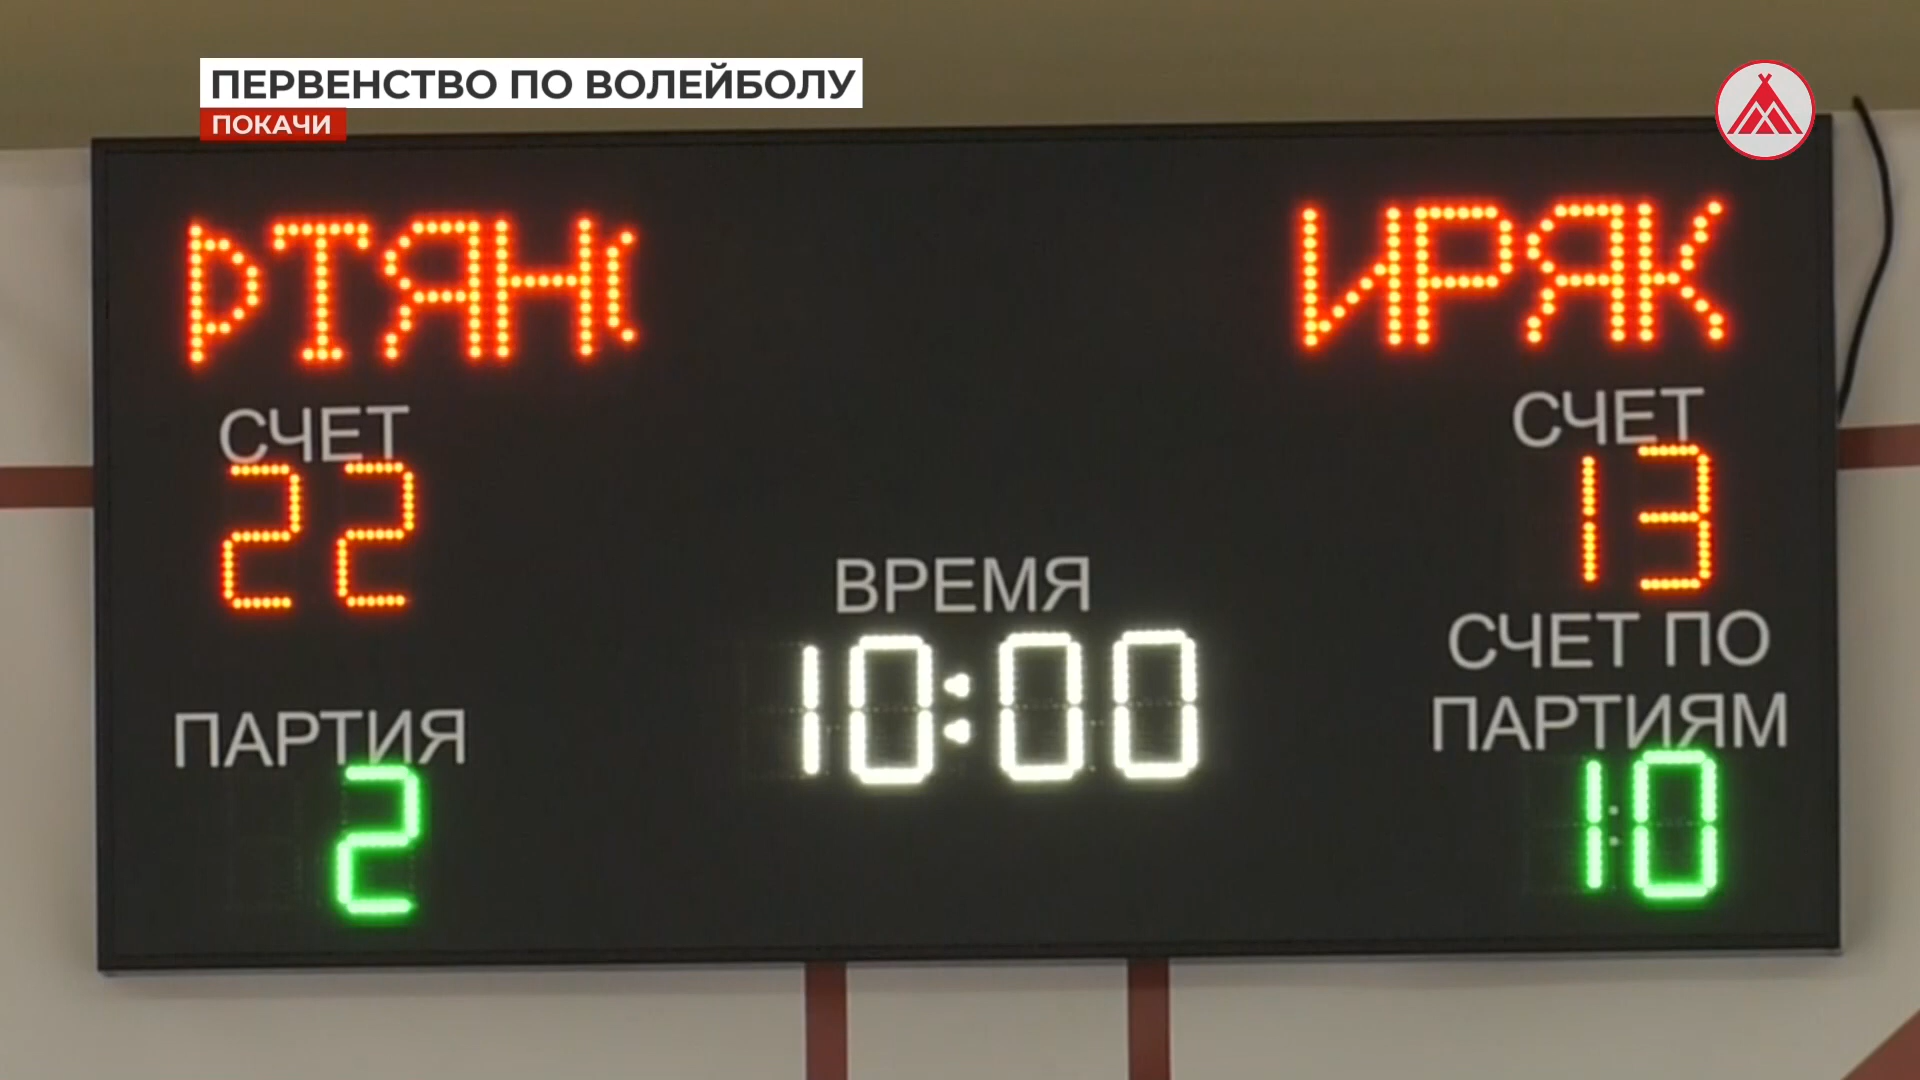 ПЕРВЕНСТВО ПО ВОЛЕЙБОЛУ
ПОКАЧИ
РТЯНС ИРЯК
СЧЕТ СЧЕТ
22 13
ВРЕМЯ
10:00
СЧЕТ ПО
ПАРТИЯМ
ПАРТИЯ
2 1:0